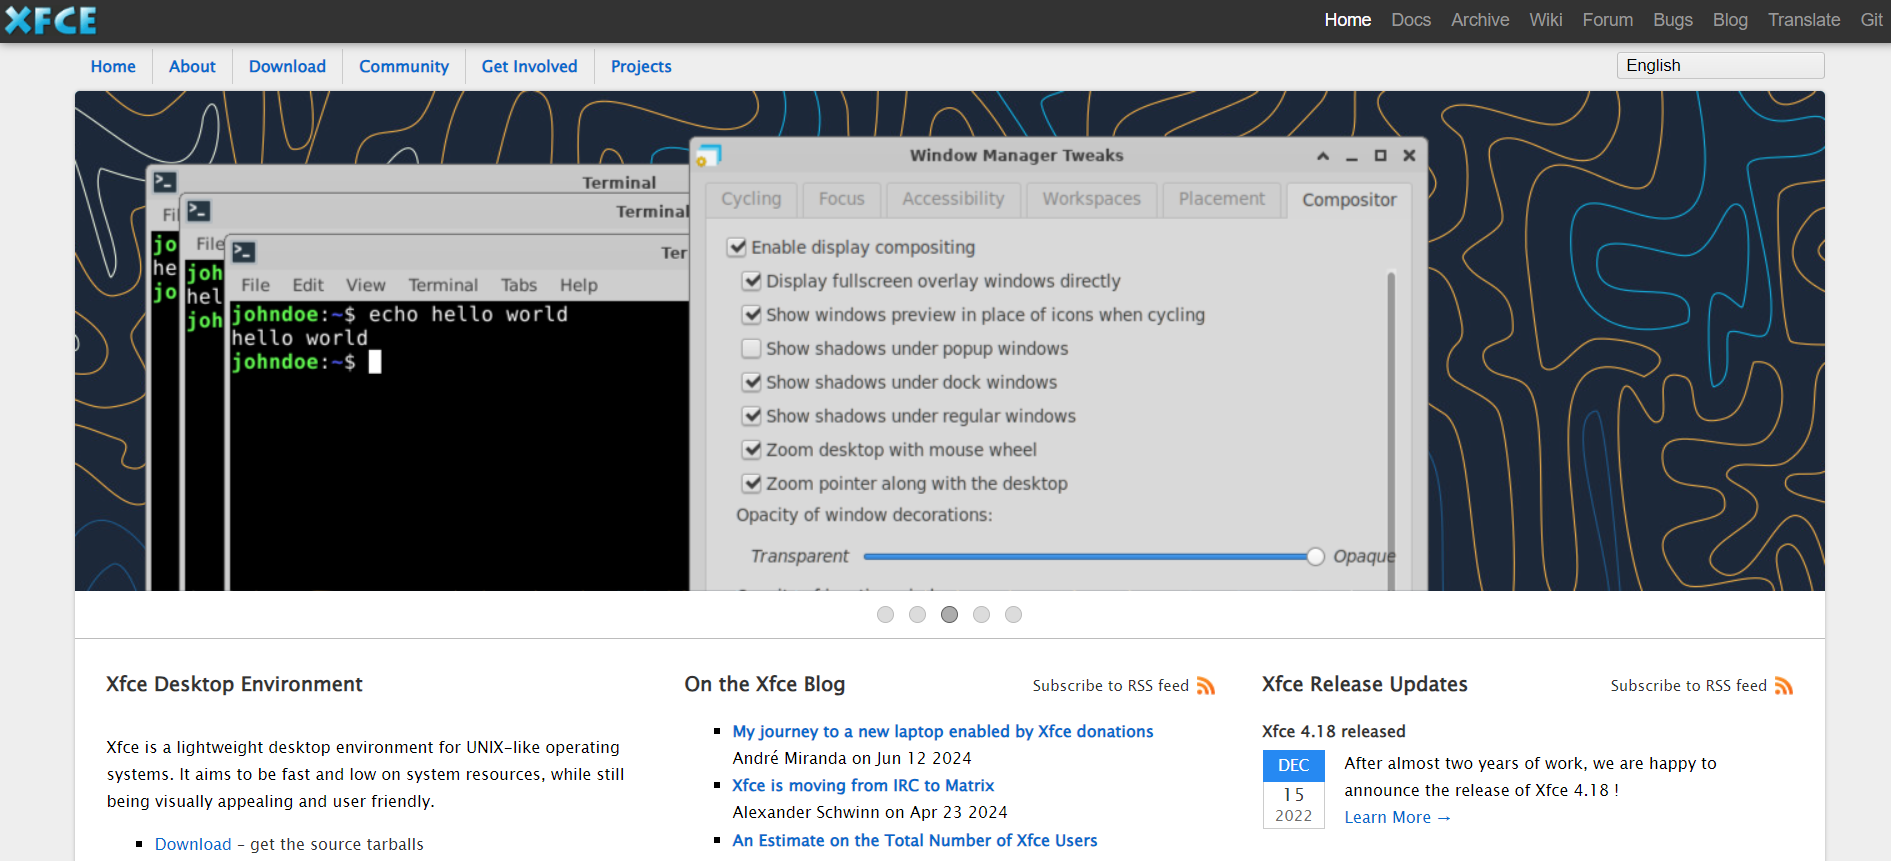 XFCE
Home Docs Archive Wiki Forum Bugs Blog Translate Git
Home About Download Community Get Involved Projects
English
Terminal
Fi
jo
he
jo
Terminal
File
joh
hel
joh
Ter
File Edit View Terminal Tabs Help
johndoe:~$ echo hello world
hello world
johndoe:~$
Window Manager Tweaks
Cycling Focus Accessibility Workspaces Placement Compositor
Enable display compositing
Display fullscreen overlay windows directly
Show windows preview in place of icons when cycling
Show shadows under popup windows
Show shadows under dock windows
Show shadows under regular windows
Zoom desktop with mouse wheel
Zoom pointer along with the desktop
Opacity of window decorations:
Transparent Opaque
Xfce Desktop Environment
Xfce is a lightweight desktop environment for UNIX-like operating
systems. It aims to be fast and low on system resources, while still
being visually appealing and user friendly.
Download – get the source tarballs
On the Xfce Blog
Subscribe to RSS feed
My journey to a new laptop enabled by Xfce donations
André Miranda on Jun 12 2024
Xfce is moving from IRC to Matrix
Alexander Schwinn on Apr 23 2024
An Estimate on the Total Number of Xfce Users
Xfce Release Updates
Subscribe to RSS feed
Xfce 4.18 released
DEC
15
2022
After almost two years of work, we are happy to
announce the release of Xfce 4.18 !
Learn More →